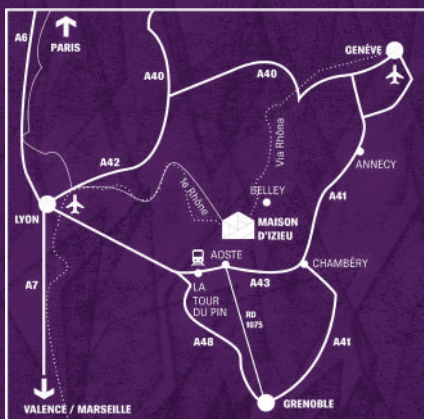 A6
PARIS
GENÈVE
A40
A40
A42
Via Rhôna
ANNECY
le Rhône
BELLEY
A41
LYON
MAISON
D'IZIEU
AOSTE
CHAMBÉRY
A7
LA
TOUR
DU PIN
A43
RD
1075
A48
A41
GRENOBLE
VALENCE / MARSEILLE